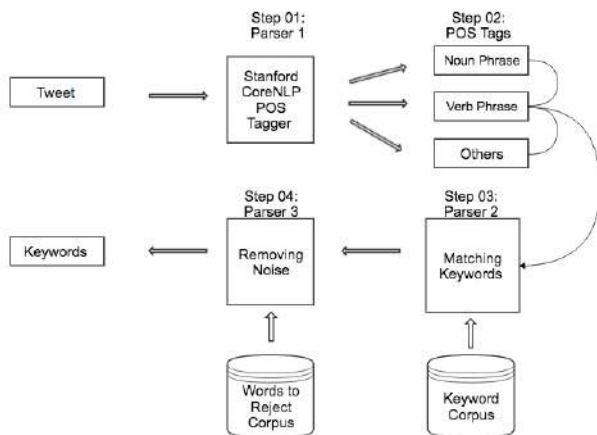 Step 01:
Parser 1
Step 02:
POS Tags
Tweet
Stanford
CoreNLP
POS
Tagger
Noun Phrase
Verb Phrase
Others
Step 04:
Parser 3
Step 03:
Parser 2
Keywords
Removing
Noise
Matching
Keywords
Words to
Reject
Corpus
Keyword
Corpus